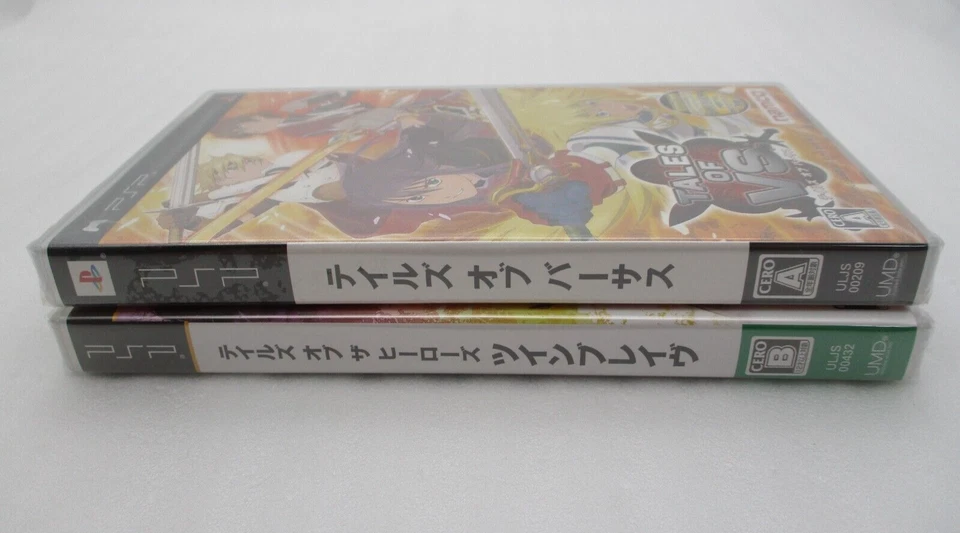 PSP
NAMCO
TALES
OF
VS
CERO
A
テイルズ オブ バーサス
CERO
A
ULJS
00209
UMD
テイルズ オブ ザ ヒーローズ ツインブレイヴ
CERO
B
ULJS
00432
UMD